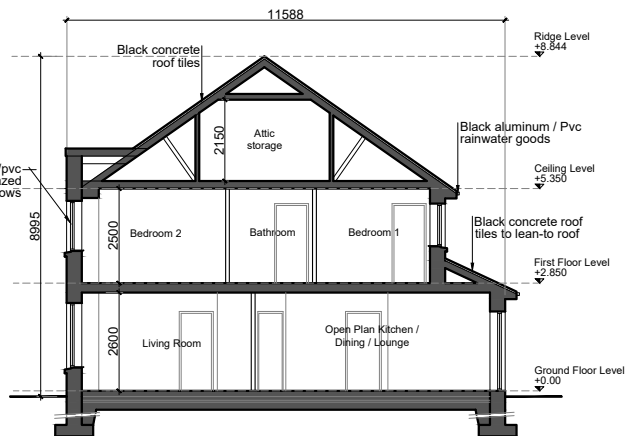 11588
Ridge Level
+8.844
Black concrete
roof tiles
2150
Attic
storage
Black aluminum / Pvc
rainwater goods
/pvc
azed
ows
Ceiling Level
+5.350
8995
2500
Bedroom 2
Bathroom
Bedroom 1
Black concrete roof
tiles to lean-to roof
First Floor Level
+2.850
2600
Living Room
Open Plan Kitchen /
Dining / Lounge
Ground Floor Level
+0.00